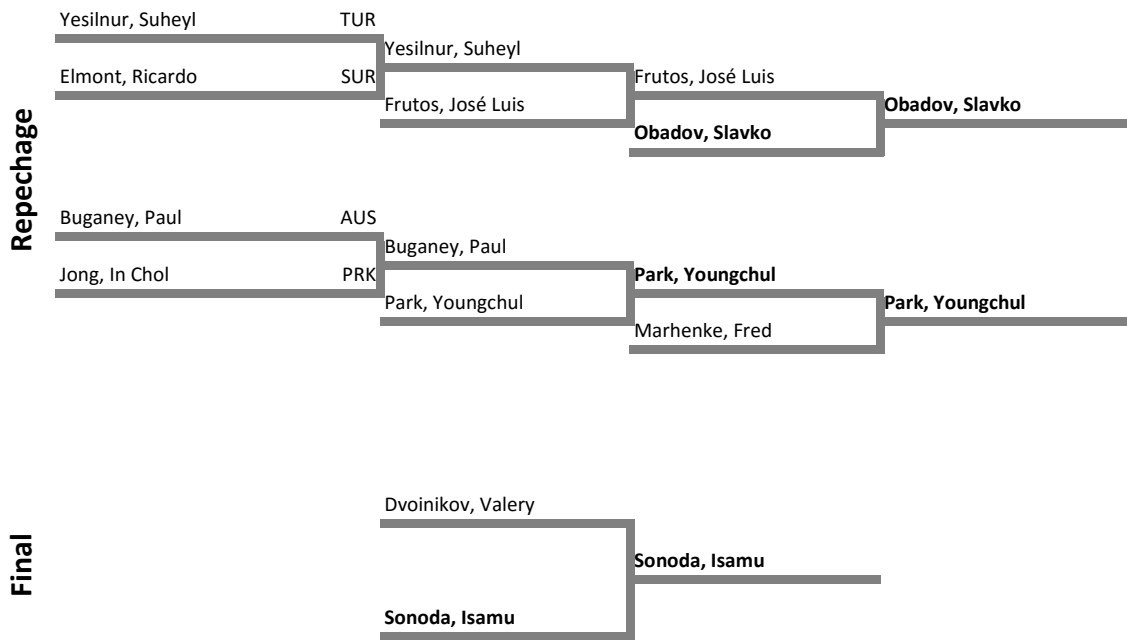 Repechage
Yesilnur, Suheyl TUR
Elmont, Ricardo SUR
Yesilnur, Suheyl
Frutos, José Luis
Frutos, José Luis
Obadov, Slavko
Obadov, Slavko
Buganey, Paul AUS
Jong, In Chol PRK
Buganey, Paul
Park, Youngchul
Park, Youngchul
Marhenke, Fred
Park, Youngchul
Final
Dvoinikov, Valery
Sonoda, Isamu
Sonoda, Isamu